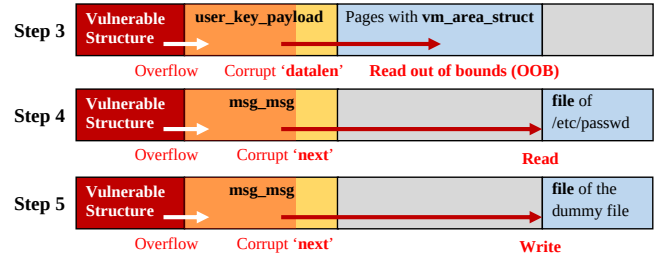 Step 3
Vulnerable
Structure
user_key_payload
Pages with vm_area_struct
Overflow
Corrupt ‘datalen’
Read out of bounds (OOB)
Step 4
Vulnerable
Structure
msg_msg
file of
/etc/passwd
Overflow
Corrupt ‘next’
Read
Step 5
Vulnerable
Structure
msg_msg
file of the
dummy file
Overflow
Corrupt ‘next’
Write